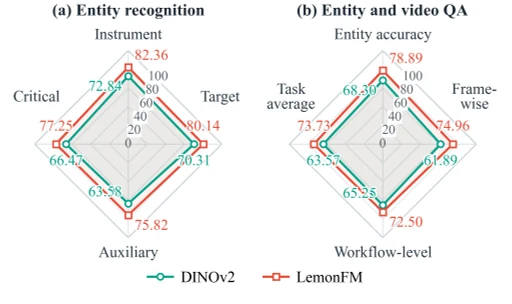 (a) Entity recognition
Instrument
82.36
72.84
100
80
60
40
20
0
Critical
Target
77.25
66.47
80.14
70.31
63.58
75.82
Auxiliary
(b) Entity and video QA
Entity accuracy
78.89
68.30
100
80
60
40
20
0
Task
average
Frame-
wise
73.73
63.57
74.96
61.89
65.25
72.50
Workflow-level
DINOv2
LemonFM